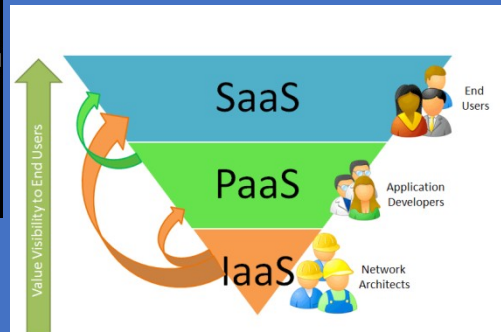 SaaS
End
Users
PaaS
Application
Developers
IaaS
Network
Architects
Value Visibility to End Users